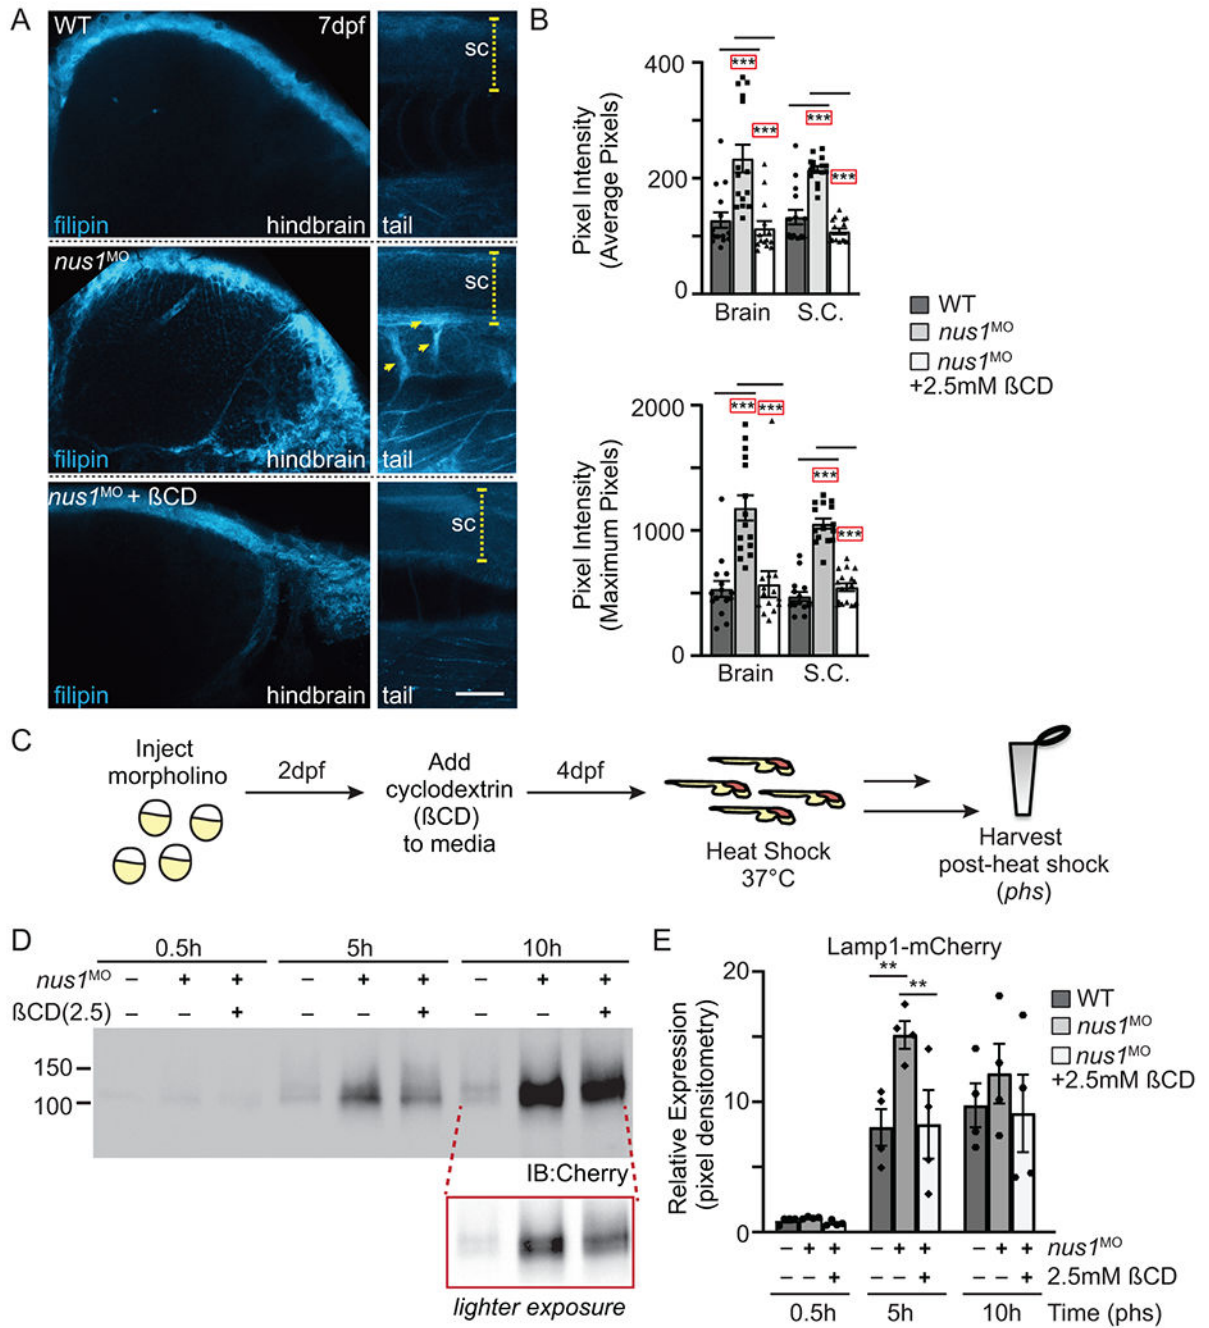 A
WT
7dpf
sc
filipin
hindbrain
tail
nus1MO
sc
filipin
hindbrain
tail
nus1MO + ßCD
sc
filipin
hindbrain
tail
B
Pixel Intensity
(Average Pixels)
400
200
0
***
***
***
***
Brain
S.C.
WT
nus1MO
nus1MO
+2.5mM ßCD
Pixel Intensity
(Maximum Pixels)
2000
1000
0
***
***
***
***
Brain
S.C.
C
Inject
morpholino
2dpf
Add
cyclodextrin
(ßCD)
to media
4dpf
Heat Shock
37°C
Harvest
post-heat shock
(phs)
D
0.5h 5h 10h
nus1MO – + + – + + – + +
ßCD(2.5) – – + – – + – – +
150
100
IB:Cherry
lighter exposure
E
Lamp1-mCherry
Relative Expression
(pixel densitometry)
20
10
0
**
**
WT
nus1MO
nus1MO
+2.5mM ßCD
– + + – + + – + + nus1MO
– – + – – + – – + 2.5mM ßCD
0.5h 5h 10h Time (phs)